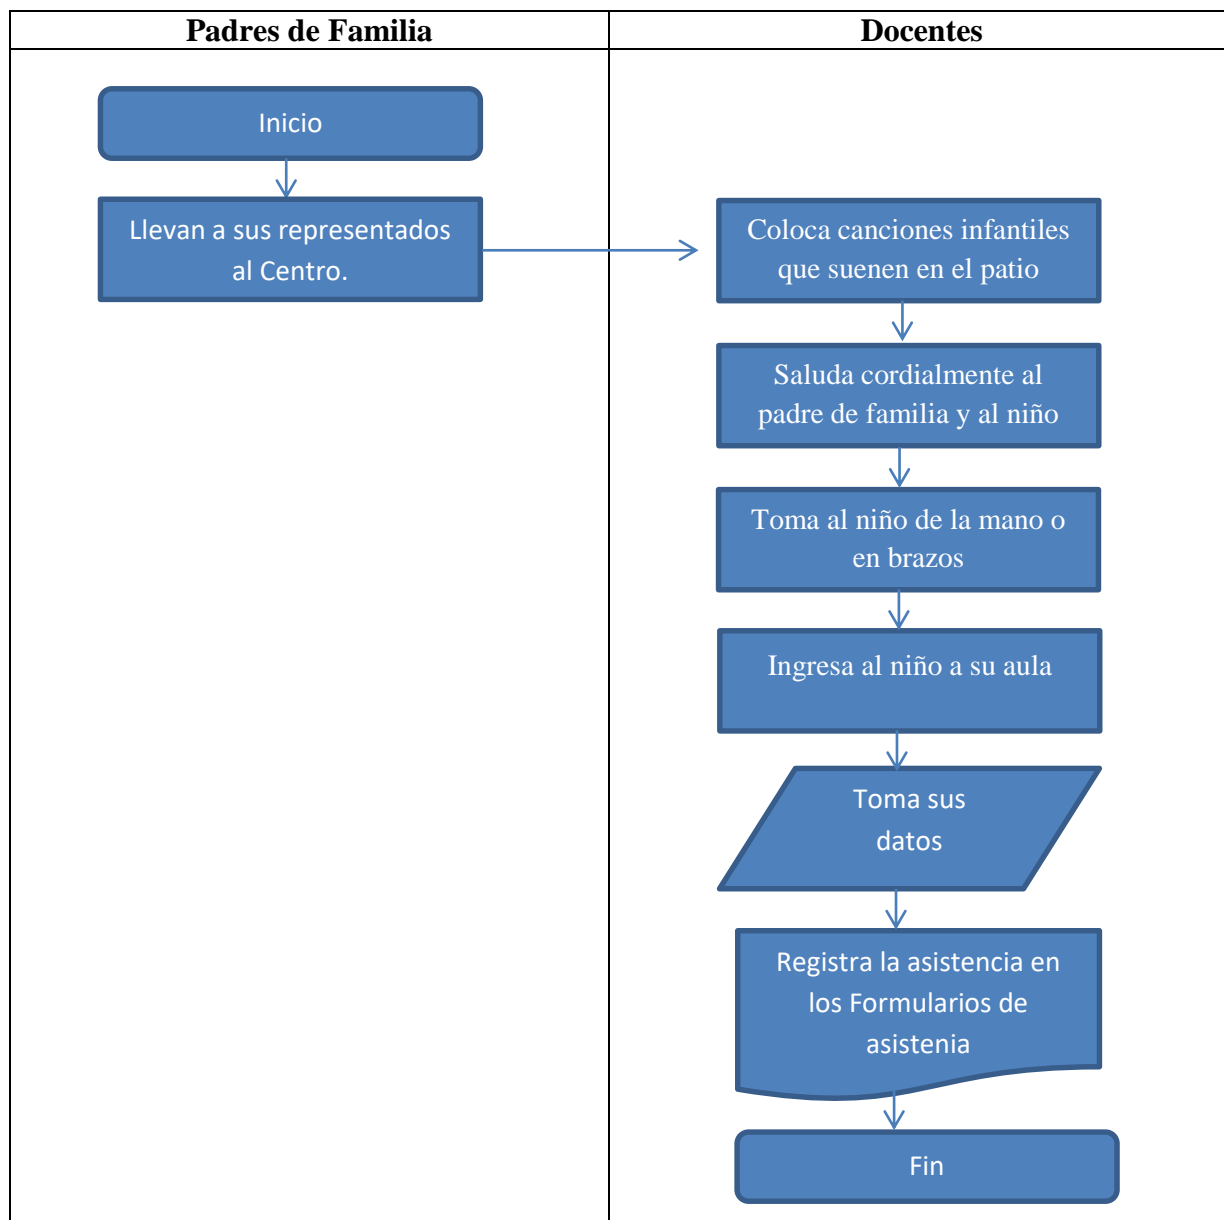 Padres de Familia
Docentes
Inicio
Llevan a sus representados
al Centro.
Coloca canciones infantiles
que suenen en el patio
Saluda cordialmente al
padre de familia y al niño
Toma al niño de la mano o
en brazos
Ingresa al niño a su aula
Toma sus
datos
Registra la asistencia en
los Formularios de
asistenia
Fin